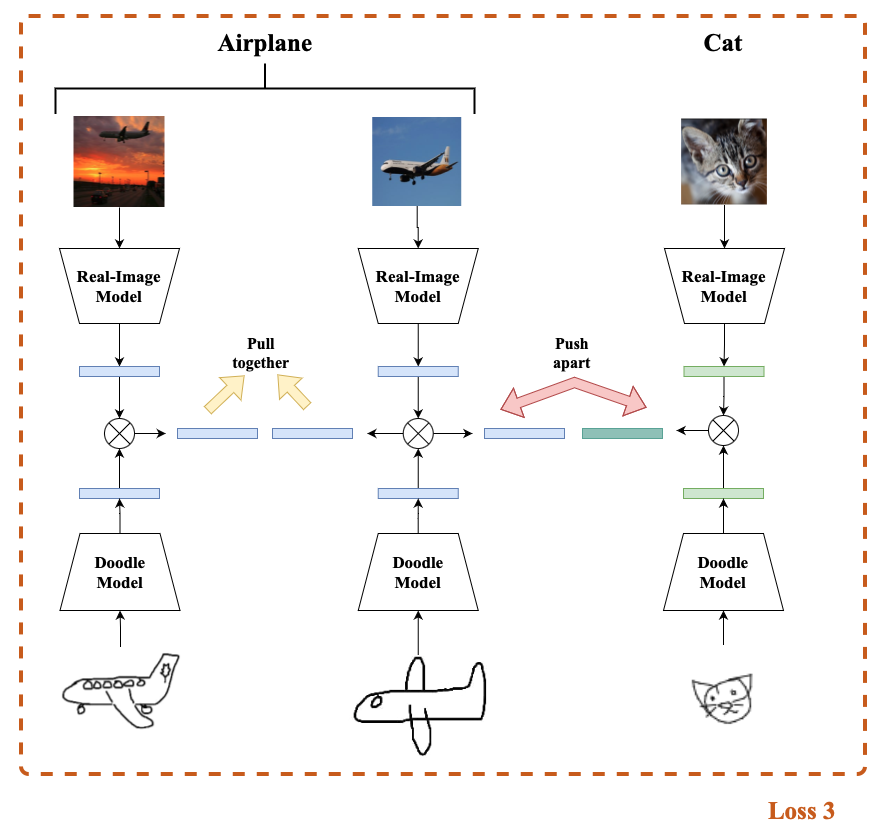 Airplane
Cat
Real-Image
Model
Real-Image
Model
Real-Image
Model
Pull
together
Push
apart
Doodle
Model
Doodle
Model
Doodle
Model
Loss 3